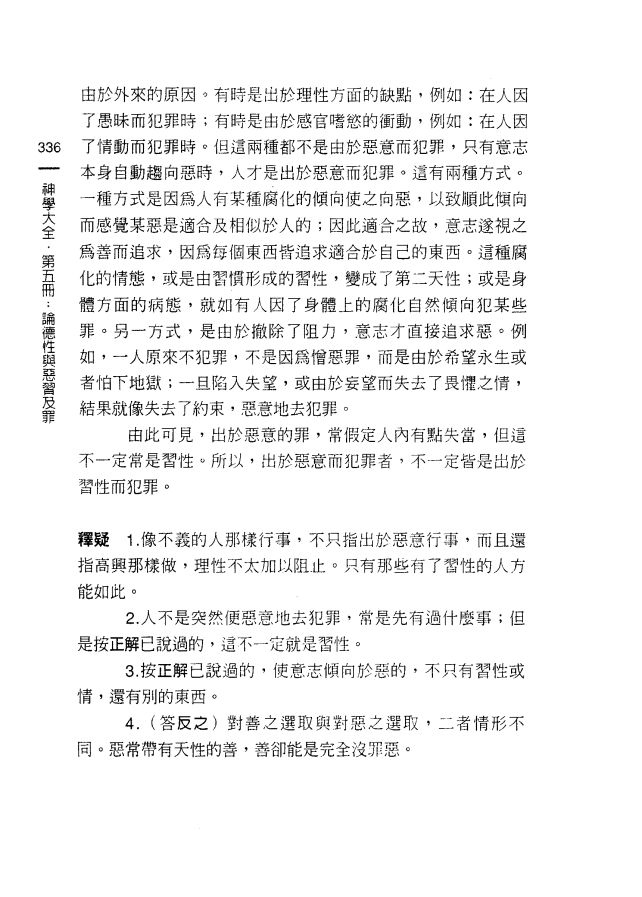 336
神學大全．第五冊：論德性與惡習及罪
由於外來的原因。有時是出於理性方面的缺點，例如：在人因
了愚昧而犯罪時；有時是由於感官嗜慾的衝動，例如：在人因
了情動而犯罪時。但這兩種都不是由於惡意而犯罪，只有意志
本身自動趨向惡時，人才是出於惡意而犯罪。這有兩種方式。
一種方式是因爲人有某種腐化的傾向使之向惡，以致順此傾向
而感覺某惡是適合及相似於人的；因此適合之故，意志遂視之
爲善而追求，因爲每個東西皆追求適合於自己的東西。這種腐
化的情態，或是由習慣形成的習性，變成了第二天性；或是身
體方面的病態，就如有人因了身體上的腐化自然傾向犯某些
罪。另一方式，是由於撤除了阻力，意志才直接追求惡。例
如，一人原來不犯罪，不是因爲憎惡罪，而是由於希望永生或
者怕下地獄；一旦陷入失望，或由於妄望而失去了畏懼之情，
結果就像失去了約束，惡意地去犯罪。
由此可見，出於惡意的罪，常假定人內有點失當，但這
不一定常是習性。所以，出於惡意而犯罪者，不一定皆是出於
習性而犯罪。
釋疑　1.像不義的人那樣行事，不只指出於惡意行事，而且還
指高興那樣做，理性不太加以阻止。只有那些有了習性的人方
能如此。
2.人不是突然便惡意地去犯罪，常是先有過什麼事；但
是按正解已說過的，這不一定就是習性。
3.按正解已說過的，使意志傾向於惡的，不只有習性或
情，還有別的東西。
4.（答反之）對善之選取與對惡之選取，二者情形不
同。惡常帶有天性的善，善卻能是完全沒罪惡。